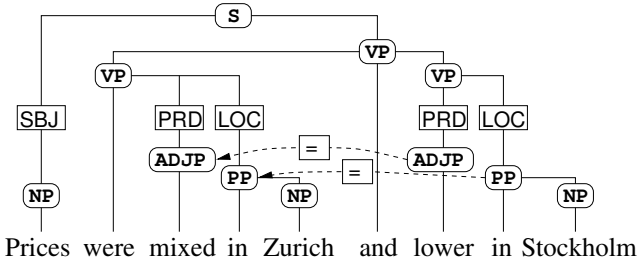 S
VP
VP VP
SBJ PRD LOC PRD LOC
= 
ADJP ADJP
=
PP PP
NP NP NP
Prices were mixed in Zurich and lower in Stockholm